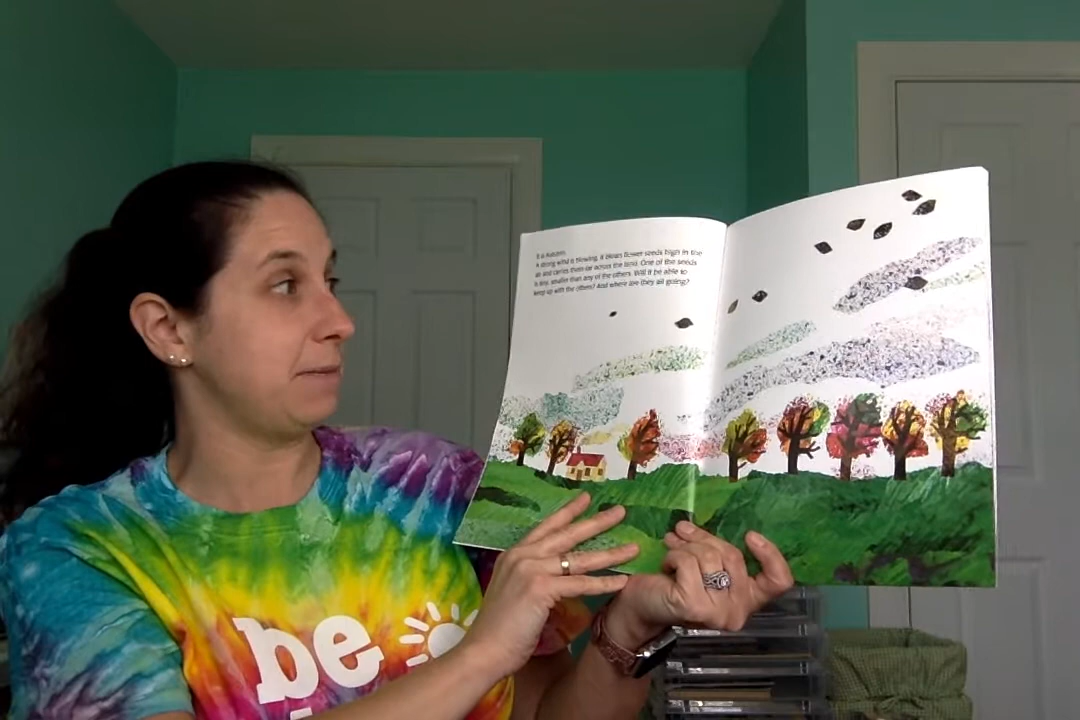 It is Autumn.
A strong wind is blowing. It blows flower seeds high in the
air and carries them far across the land. One of the seeds
is tiny, smaller than any of the others. Will it be able to
keep up with the others? And where are they all going?
be